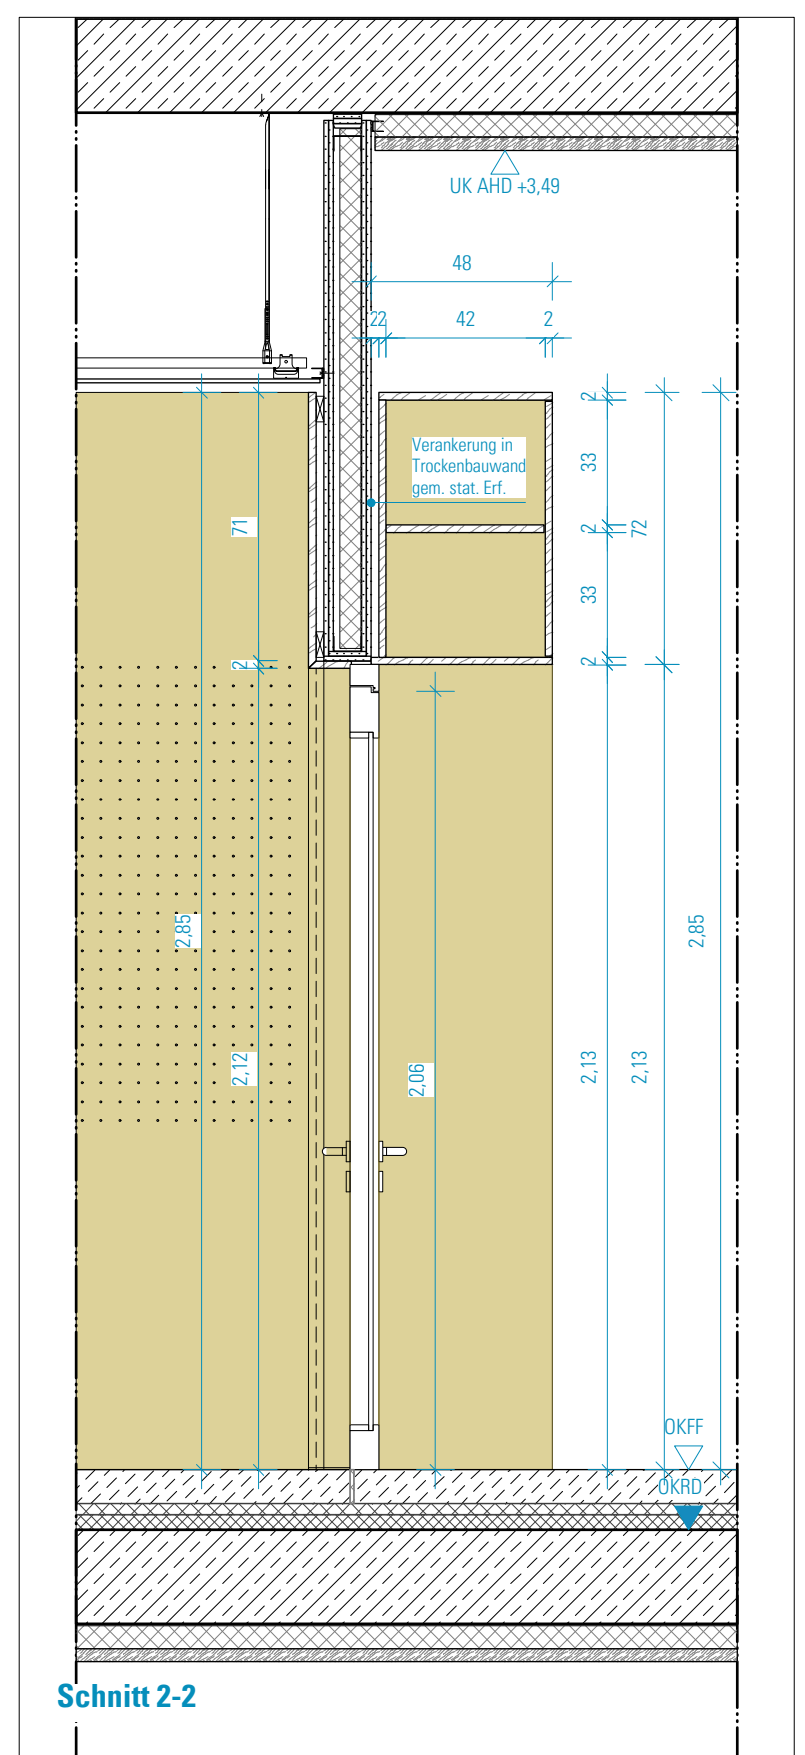 UK AHD +3,49
48
22
42
2
2
Verankerung in
Trockenbauwand
gem. stat. Erf.
33
71
2
72
33
2
2
2,85
2,85
2,12
2,06
2,13
2,13
OKFF
OKRD
Schnitt 2-2